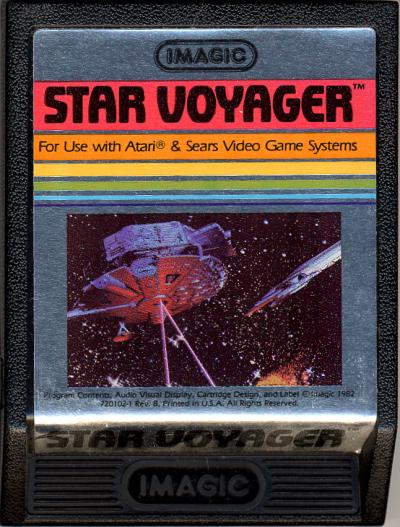 IMAGIC
STAR VOYAGER™
For Use with Atari® & Sears Video Game Systems
Program Contents, Audio Visual Display, Cartridge Design, and Label ©Imagic 1982
720102-1 Rev. B, Printed in U.S.A. All Rights Reserved.
STAR VOYAGER
IMAGIC